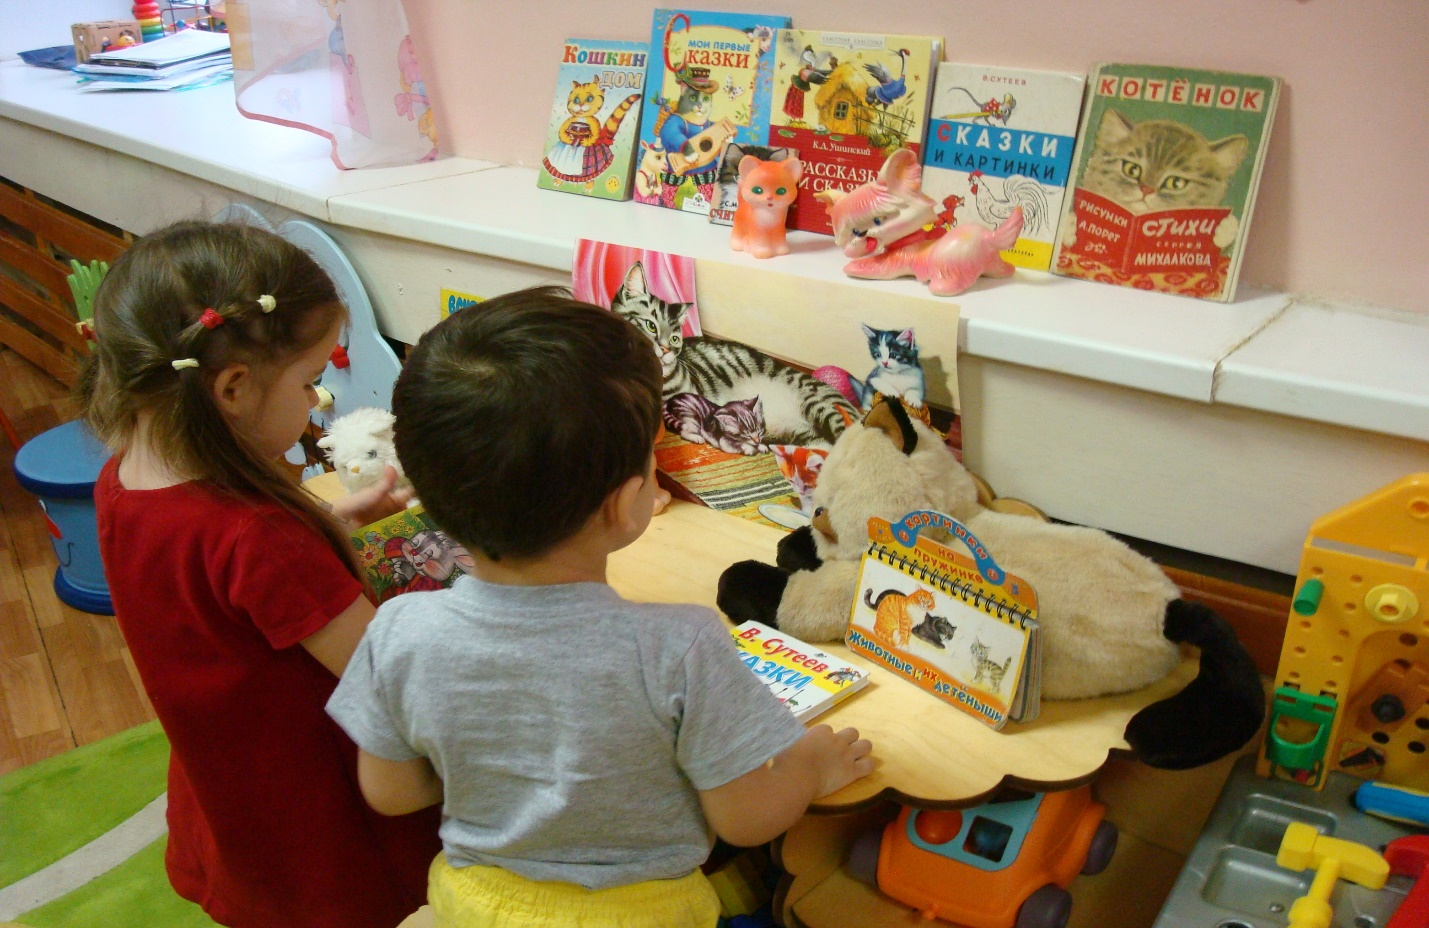 Кошкин
дом
МОИ ПЕРВЫЕ
Сказки
К.Д. Ушинский
РАССКАЗЫ
И СКАЗКИ
В. СУТЕЕВ
СКАЗКИ
И КАРТИНКИ
КОТЁНОК
РИСУНКИ
А. ПОРЕТ
СТИХИ
СЕРГЕЯ
МИХАЛКОВА
картинки
на
пружинке
Животные и их детёныши
В. Сутеев
СКАЗКИ